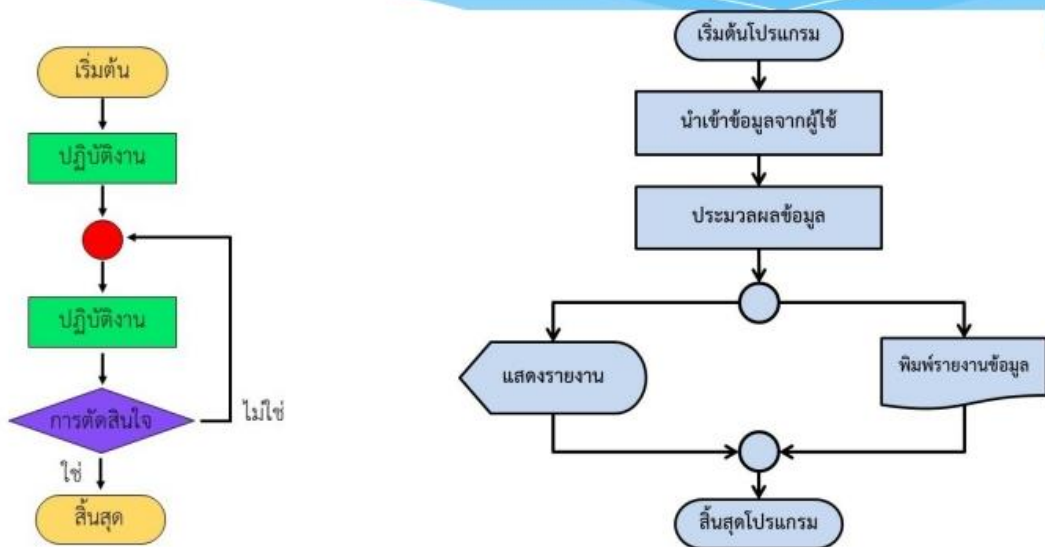 เริ่มต้น
ปฏิบัติงาน
ปฏิบัติงาน
การตัดสินใจ
ไม่ใช่
ใช่
สิ้นสุด
เริ่มต้นโปรแกรม
นำเข้าข้อมูลจากผู้ใช้
ประมวลผลข้อมูล
แสดงรายงาน
พิมพ์รายงานข้อมูล
สิ้นสุดโปรแกรม